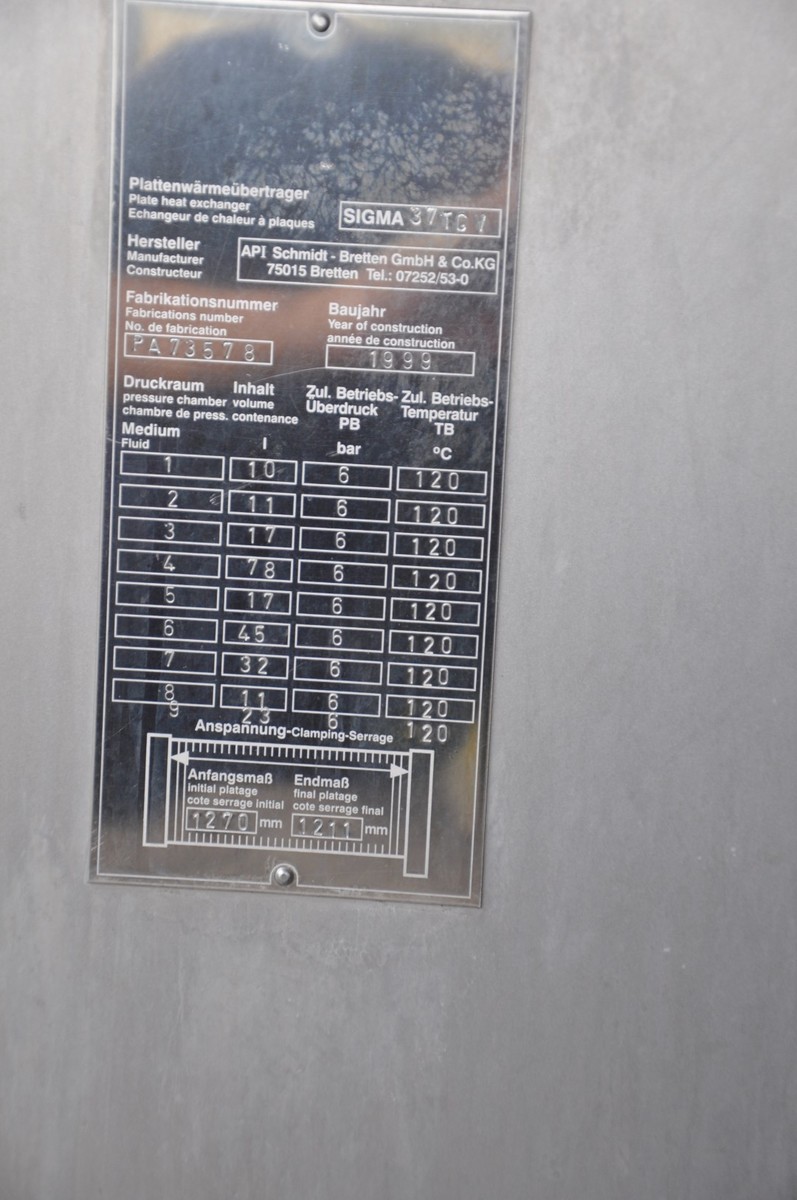 Plattenwärmeübertrager
Plate heat exchanger
Echangeur de chaleur à plaques
SIGMA 37
Hersteller
Manufacturer
Constructeur
API Schmidt - Bretten GmbH & Co.KG
75015 Bretten Tel.: 07252/53-0
Fabrikationsnummer
Fabrications number
No. de fabrication
PA73578
Baujahr
Year of construction
année de construction
1999
Druckraum Inhalt Zul. Betriebs- Zul. Betriebs-
pressure chamber volume Überdruck Temperatur
chambre de press. contenance PB TB
Medium
Fluid l bar °C
1 10 6 120
2 11 6 120
3 17 6 120
4 78 6 120
5 17 6 120
6 45 6 120
7 32 6 120
8 11 6 120
9 23 6 120
Anspannung-Clamping-Serrage
Anfangsmaß Endmaß
initial platage final platage
cote serrage initial cote serrage final
1270 mm 1211 mm